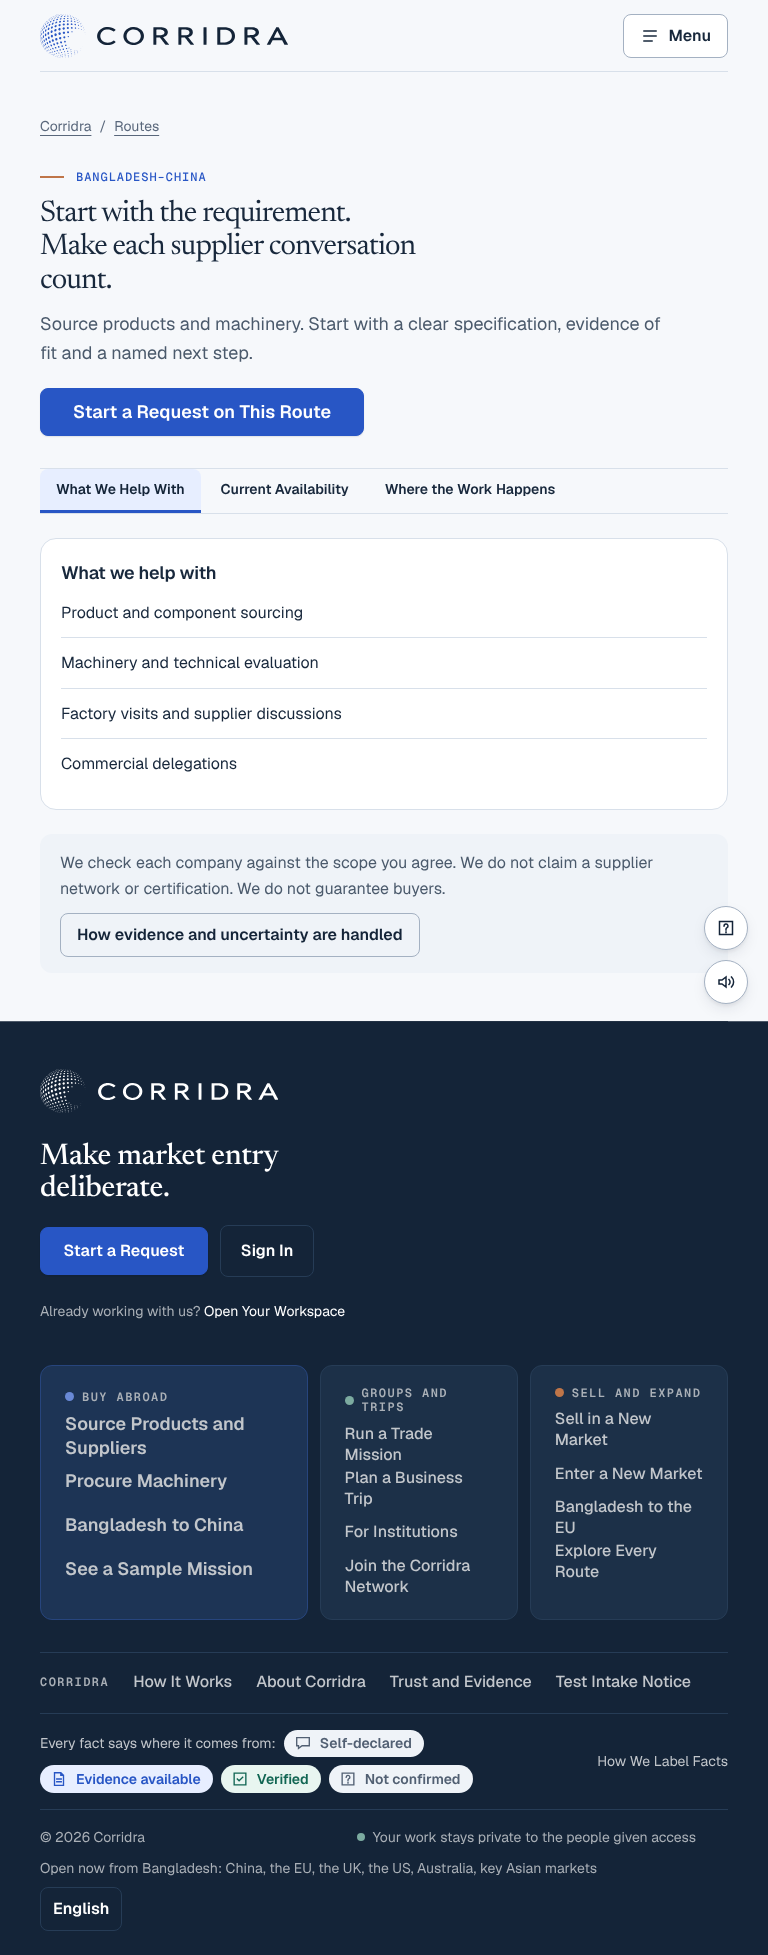 CORRIDRA
Menu
Corridra / Routes
BANGLADESH–CHINA
Start with the requirement.
Make each supplier conversation
count.
Source products and machinery. Start with a clear specification, evidence of
fit and a named next step.
Start a Request on This Route
What We Help With
Current Availability
Where the Work Happens
What we help with
Product and component sourcing
Machinery and technical evaluation
Factory visits and supplier discussions
Commercial delegations
We check each company against the scope you agree. We do not claim a supplier
network or certification. We do not guarantee buyers.
How evidence and uncertainty are handled
CORRIDRA
Make market entry
deliberate.
Start a Request
Sign In
Already working with us? Open Your Workspace
BUY ABROAD
Source Products and
Suppliers
Procure Machinery
Bangladesh to China
See a Sample Mission
GROUPS AND
TRIPS
Run a Trade
Mission
Plan a Business
Trip
For Institutions
Join the Corridra
Network
SELL AND EXPAND
Sell in a New
Market
Enter a New Market
Bangladesh to the
EU
Explore Every
Route
CORRIDRA
How It Works
About Corridra
Trust and Evidence
Test Intake Notice
Every fact says where it comes from:
Self-declared
Evidence available
Verified
Not confirmed
How We Label Facts
© 2026 Corridra
Your work stays private to the people given access
Open now from Bangladesh: China, the EU, the UK, the US, Australia, key Asian markets
English